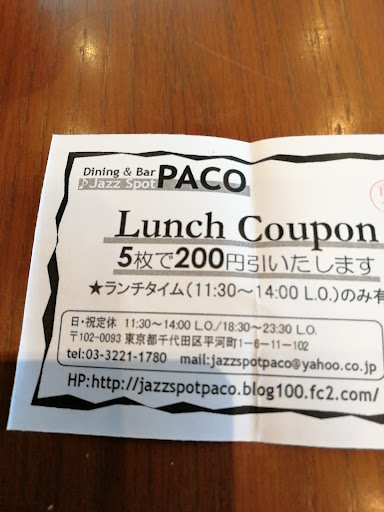 Dining & Bar
♪Jazz Spot PACO
Lunch Coupon
5枚で200円引いたします
★ランチタイム(11:30～14:00 L.O.)のみ有
日・祝定休 11:30～14:00 L.O./18:30～23:30 L.O.
〒102-0093 東京都千代田区平河町1-6-11-102
tel:03-3221-1780 mail:jazzspotpaco@yahoo.co.jp
HP:http://jazzspotpaco.blog100.fc2.com/